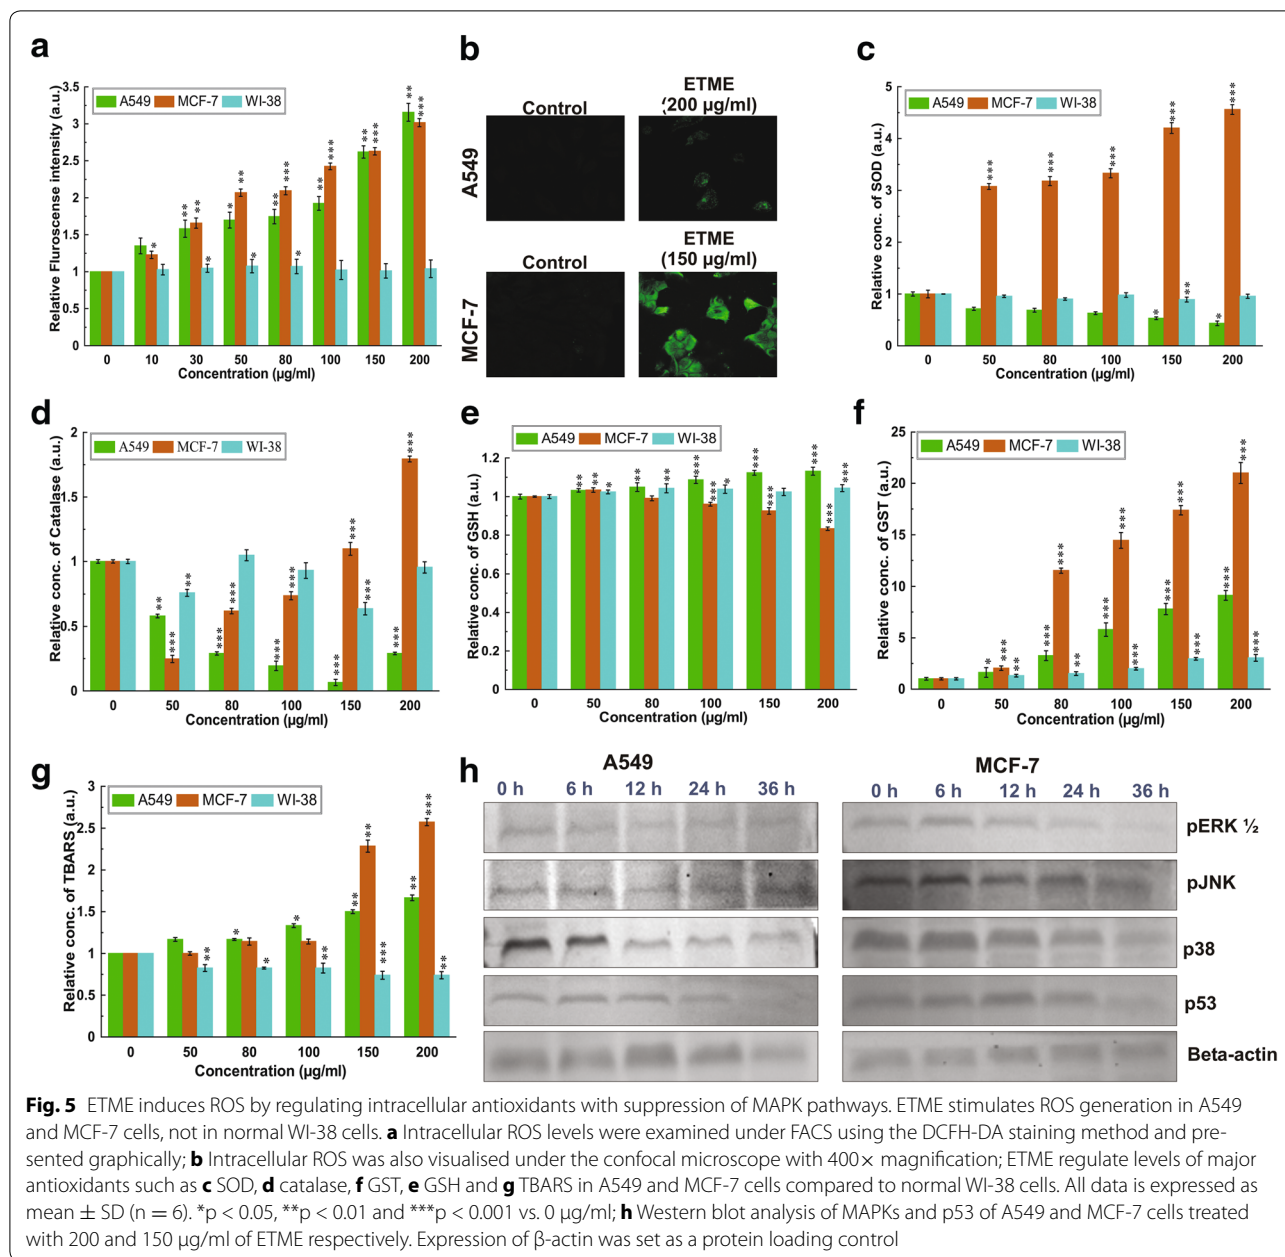 a
Relative Fluroscense intensity (a.u.)
3.5
3
2.5
2
1.5
1
0.5
0
A549 MCF-7 WI-38
* ** ** * ** ** *** ** *** ** *** ** *** * * *
0 10 30 50 80 100 150 200
Concentration (µg/ml)
b
Control
ETME
(200 µg/ml)
A549
Control
ETME
(150 µg/ml)
MCF-7
c
Relative conc. of SOD (a.u.)
5
4
3
2
1
0
A549 MCF-7 WI-38
*** *** *** * *** ** * ***
0 50 80 100 150 200
Concentration (µg/ml)
d
Relative conc. of Catalase (a.u.)
2
1.5
1
0.5
0
A549 MCF-7 WI-38
** *** ** *** *** *** *** *** *** *** *** ***
0 50 80 100 150 200
Concentration (µg/ml)
e
Relative conc. of GSH (a.u.)
1.2
1
0.8
0.6
0.4
0.2
0
A549 MCF-7 WI-38
** ** * ** ** *** *** * *** *** *** *** ***
0 50 80 100 150 200
Concentration (µg/ml)
f
Relative conc. of GST (a.u.)
25
20
15
10
5
0
A549 MCF-7 WI-38
* *** ** *** *** ** *** *** *** *** *** *** *** *** ***
0 50 80 100 150 200
Concentration (µg/ml)
g
Relative conc. of TBARS (a.u.)
3
2.5
2
1.5
1
0.5
0
A549 MCF-7 WI-38
** * * * ** ** ** *** ** *** **
0 50 80 100 150 200
Concentration (µg/ml)
h
A549 MCF-7
0 h 6 h 12 h 24 h 36 h 0 h 6 h 12 h 24 h 36 h
pERK ½
pJNK
p38
p53
Beta-actin
Fig. 5 ETME induces ROS by regulating intracellular antioxidants with suppression of MAPK pathways. ETME stimulates ROS generation in A549
and MCF-7 cells, not in normal WI-38 cells. a Intracellular ROS levels were examined under FACS using the DCFH-DA staining method and pre-
sented graphically; b Intracellular ROS was also visualised under the confocal microscope with 400× magnification; ETME regulate levels of major
antioxidants such as c SOD, d catalase, f GST, e GSH and g TBARS in A549 and MCF-7 cells compared to normal WI-38 cells. All data is expressed as
mean ± SD (n = 6). *p < 0.05, **p < 0.01 and ***p < 0.001 vs. 0 µg/ml; h Western blot analysis of MAPKs and p53 of A549 and MCF-7 cells treated
with 200 and 150 µg/ml of ETME respectively. Expression of β-actin was set as a protein loading control